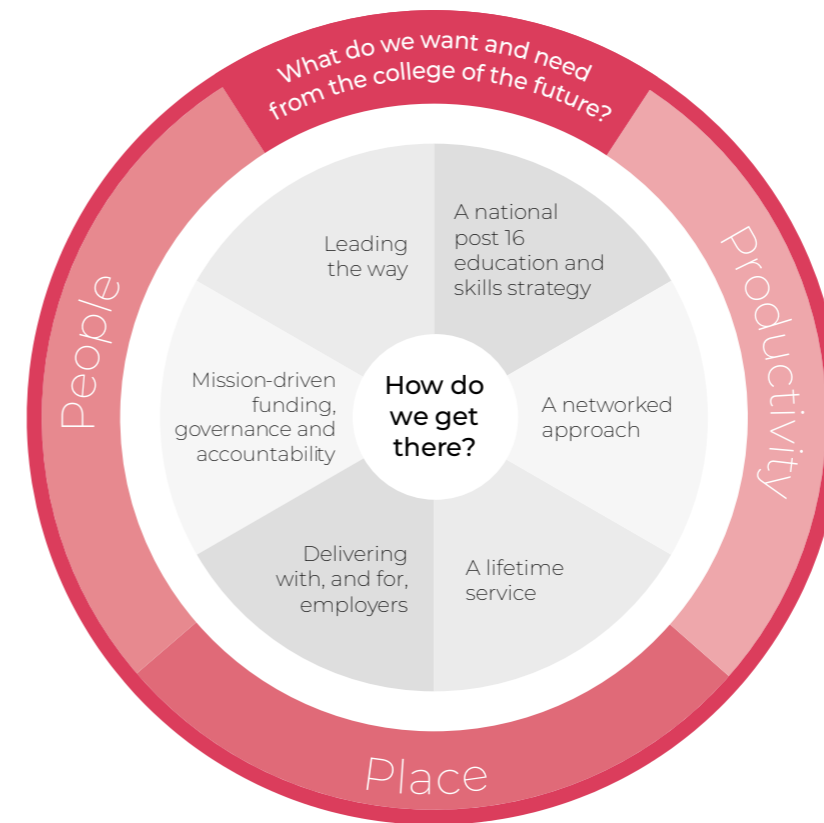 What do we want and need
from the college of the future?
People
Productivity
Place
How do
we get
there?
A national
post 16
education and
skills strategy
A networked
approach
A lifetime
service
Delivering
with, and for,
employers
Mission-driven
funding,
governance and
accountability
Leading
the way